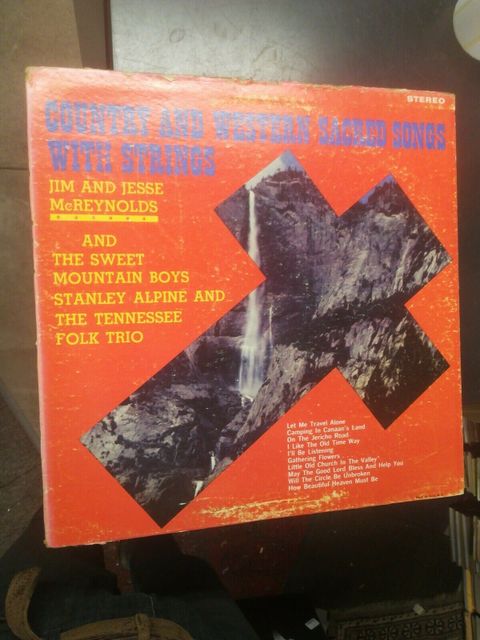 STEREO
COUNTRY AND WESTERN SACRED SONGS
WITH STRINGS
JIM AND JESSE
McREYNOLDS
AND
THE SWEET
MOUNTAIN BOYS
STANLEY ALPINE AND
THE TENNESSEE
FOLK TRIO
Let Me Travel Alone
Camping In Canaan's Land
On The Jericho Road
I Like The Old Time Way
I'll Be Listening
Gathering Flowers
Little Old Church In The Valley
May The Good Lord Bless And Help You
Will The Circle Be Unbroken
How Beautiful Heaven Must Be